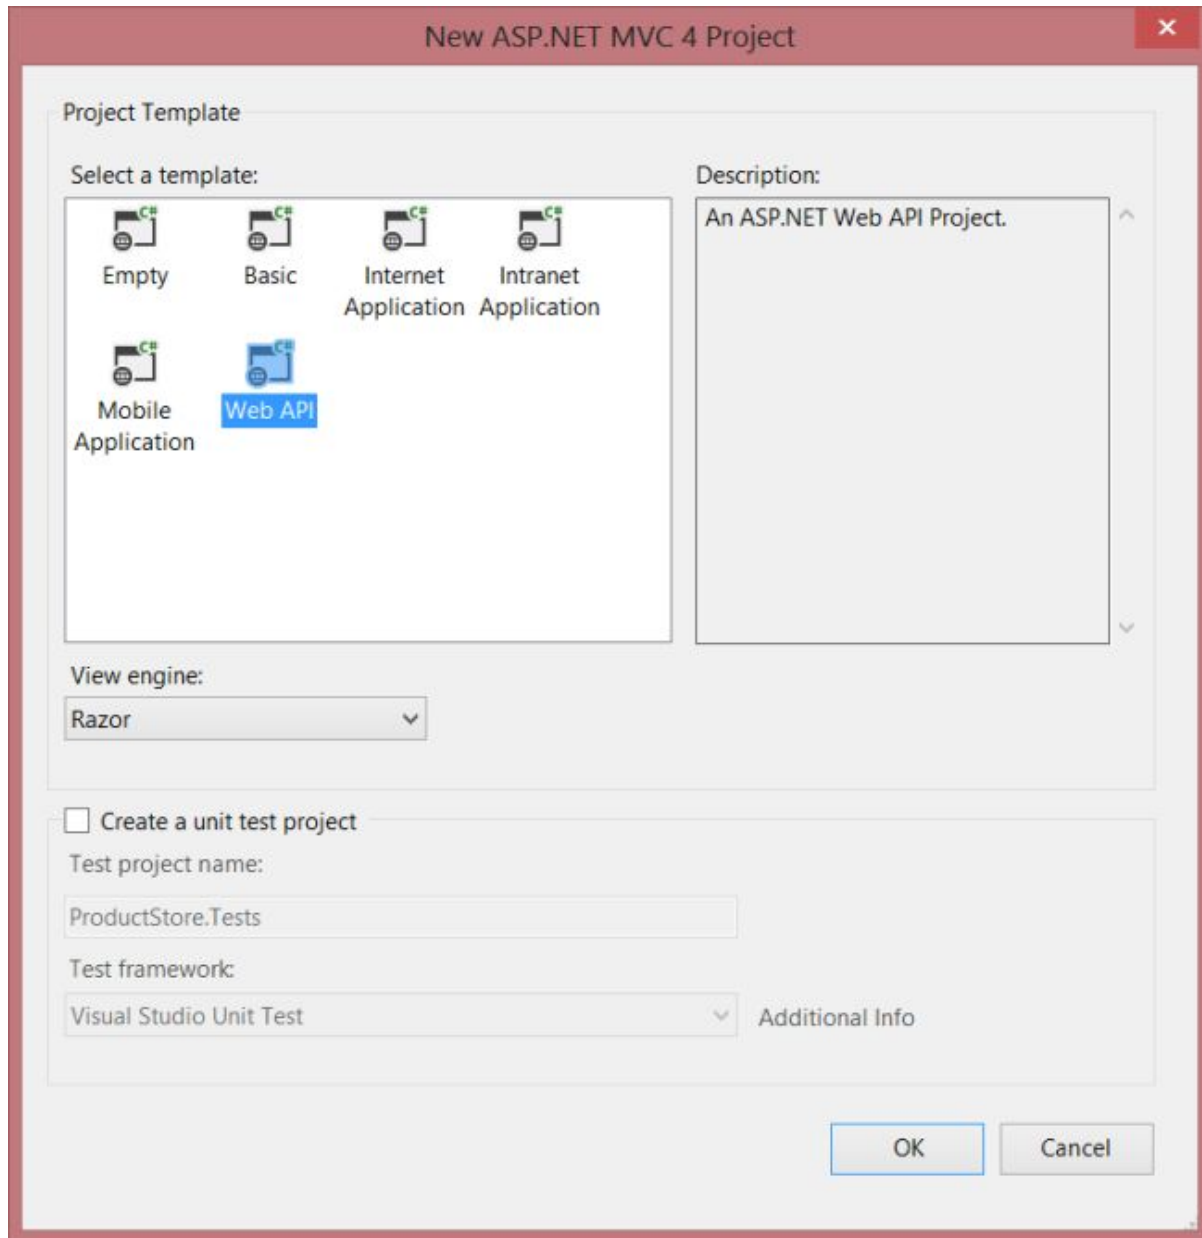 New ASP.NET MVC 4 Project
Project Template
Select a template:
Description:
C#
C#
C#
C#
Empty
Basic
Internet
Application
Intranet
Application
C#
C#
Mobile
Application
Web API
An ASP.NET Web API Project.
View engine:
Razor
Create a unit test project
Test project name:
ProductStore.Tests
Test framework:
Visual Studio Unit Test
Additional Info
OK
Cancel